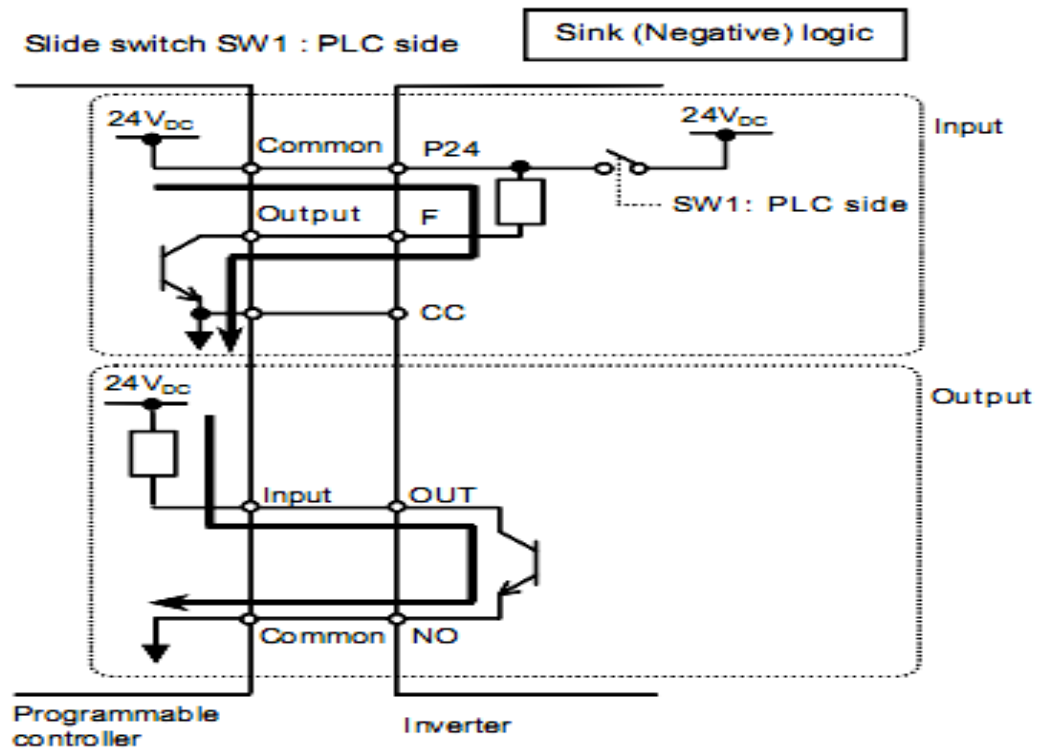 Slide switch SW1 : PLC side
Sink (Negative) logic
24VDC
Common
P24
24VDC
Input
Output
F
SW1: PLC side
CC
24VDC
Output
Input
OUT
Common
NO
Programmable
controller
Inverter